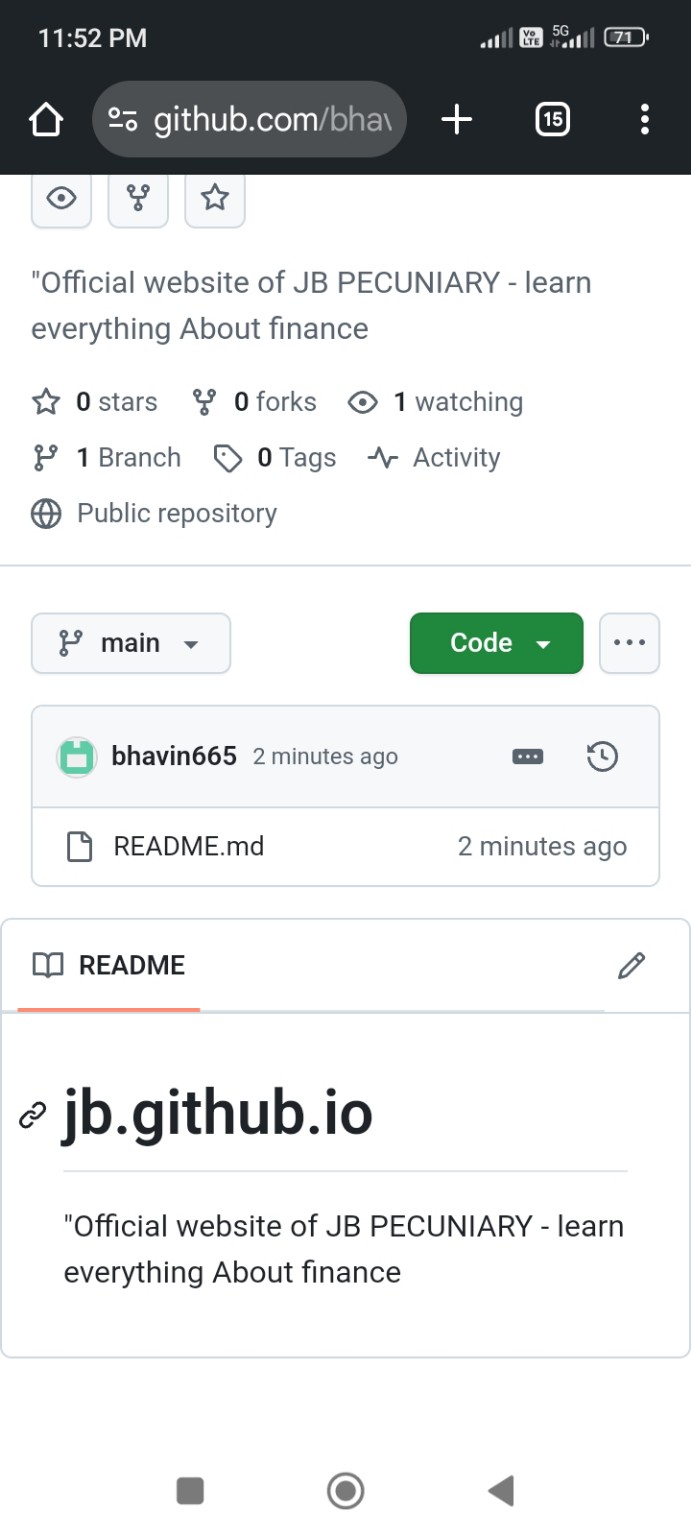 11:52 PM
Vo LTE
5G
71
github.com/bhav
15
"Official website of JB PECUNIARY - learn
everything About finance
0 stars 0 forks 1 watching
1 Branch 0 Tags Activity
Public repository
main Code
bhavin665 2 minutes ago
README.md 2 minutes ago
README
jb.github.io
"Official website of JB PECUNIARY - learn
everything About finance